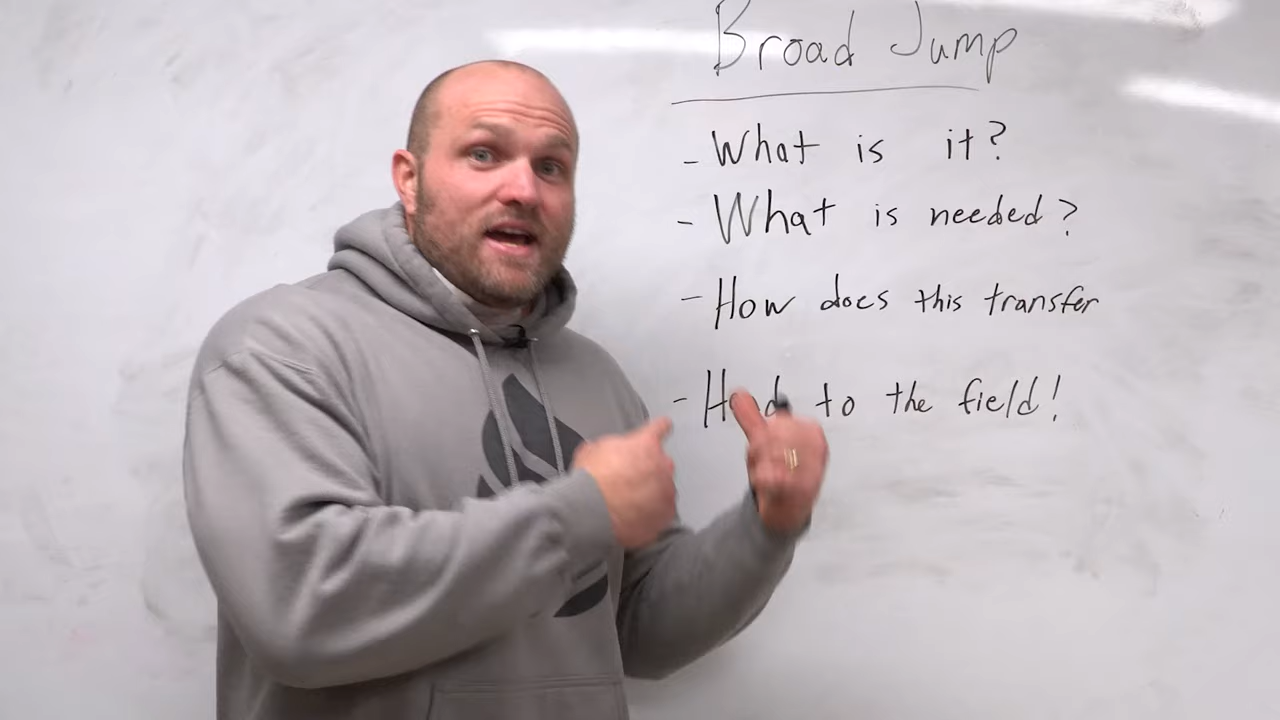 Broad Jump
- What is it?
- What is needed?
- How does this transfer
- to the field!